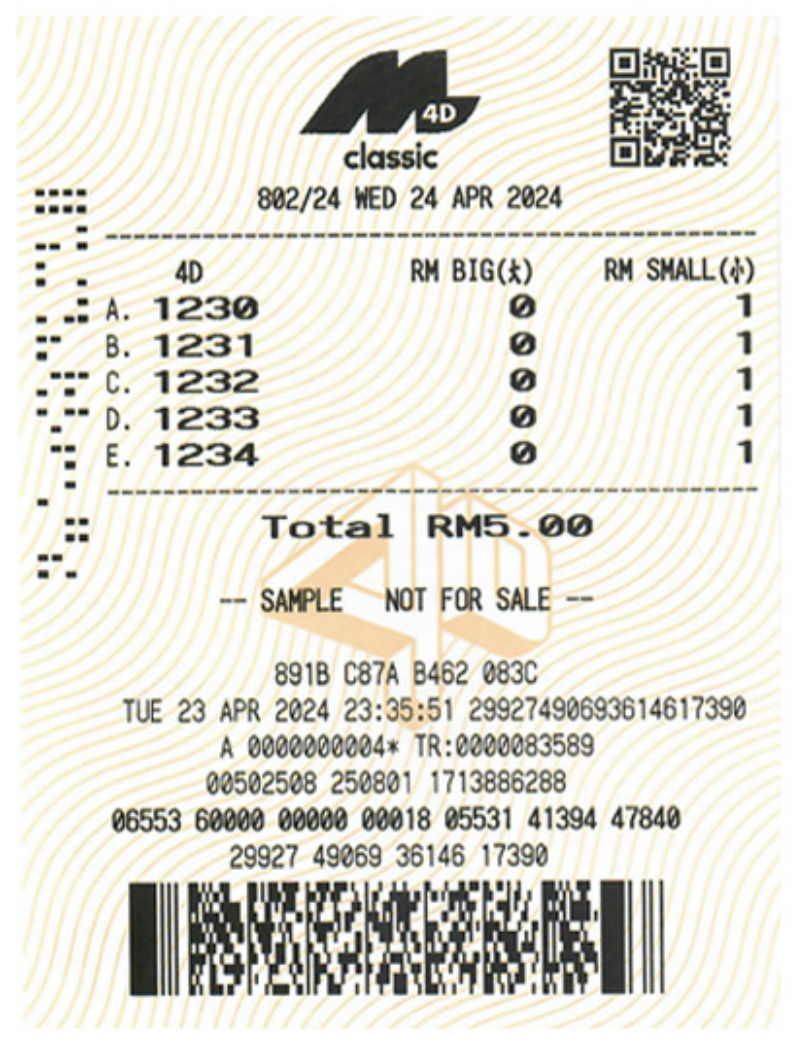 M 4D
classic
802/24 WED 24 APR 2024
4D RM BIG(大) RM SMALL(小)
A. 1230 0 1
B. 1231 0 1
C. 1232 0 1
D. 1233 0 1
E. 1234 0 1
Total RM5.00
-- SAMPLE NOT FOR SALE --
891B C87A B462 083C
TUE 23 APR 2024 23:35:51 29927490693614617390
A 0000000004* TR:0000083589
00502508 250801 1713886288
06553 60000 00000 00018 05531 41394 47840
29927 49069 36146 17390